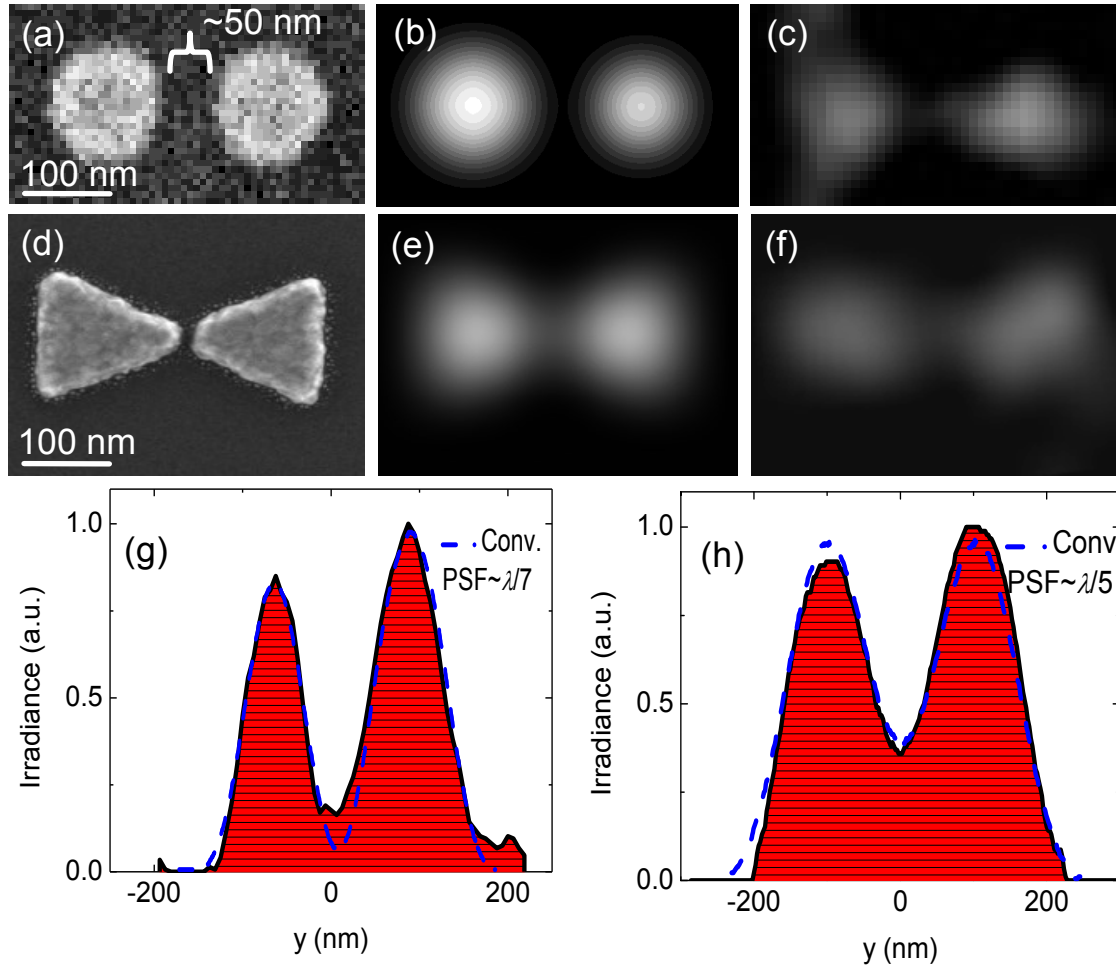 (a)
~50 nm
100 nm
(b)
(c)
(d)
100 nm
(e)
(f)
(g)
Conv.
PSF~λ/7
1.0
0.5
0.0
-200
0
200
Irradiance (a.u.)
y (nm)
(h)
Conv
PSF~λ/5
1.0
0.5
0.0
-200
0
200
Irradiance (a.u.)
y (nm)